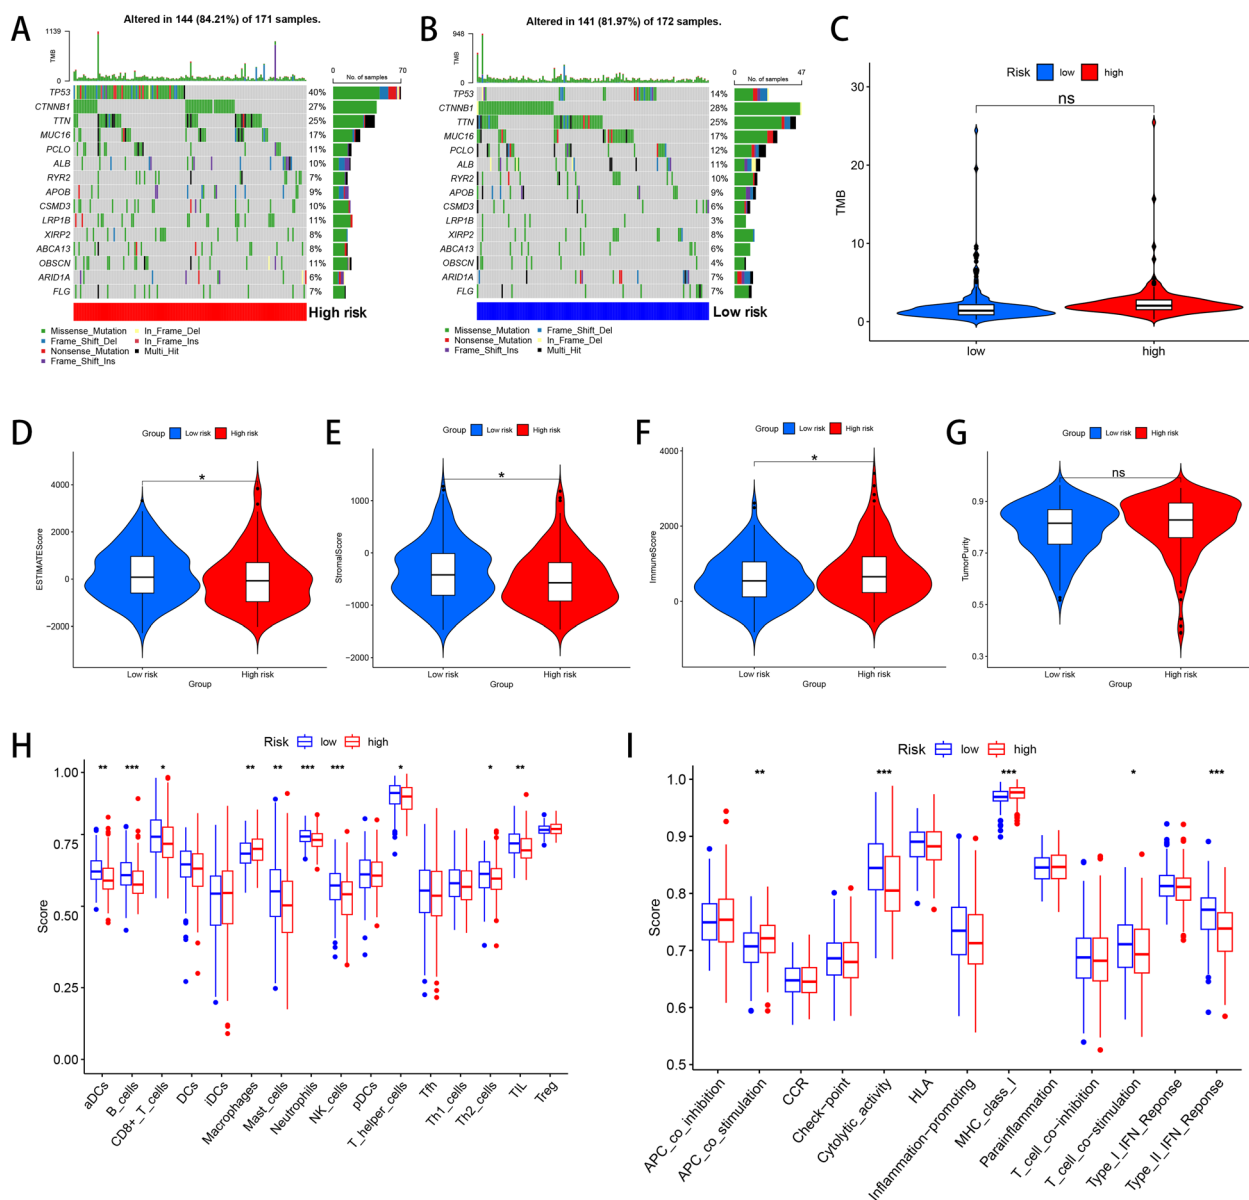 A
Altered in 144 (84.21%) of 171 samples.
1139
TMB
0
No. of samples
0 70
TP53 40%
CTNNB1 27%
TTN 25%
MUC16 17%
PCLO 11%
ALB 10%
RYR2 7%
APOB 9%
CSMD3 10%
LRP1B 11%
XIRP2 8%
ABCA13 8%
OBSCN 11%
ARID1A 6%
FLG 7%
High risk
Missense_Mutation In_Frame_Del
Frame_Shift_Del In_Frame_Ins
Nonsense_Mutation Multi_Hit
Frame_Shift_Ins
B
Altered in 141 (81.97%) of 172 samples.
948
TMB
0
No. of samples
0 47
TP53 14%
CTNNB1 28%
TTN 25%
MUC16 17%
PCLO 12%
ALB 11%
RYR2 10%
APOB 9%
CSMD3 6%
LRP1B 3%
XIRP2 8%
ABCA13 6%
OBSCN 4%
ARID1A 7%
FLG 7%
Low risk
Missense_Mutation Frame_Shift_Del
Nonsense_Mutation In_Frame_Del
Frame_Shift_Ins Multi_Hit
C
Risk low high
ns
30
20
10
0
TMB
low high
D
Group Low risk High risk
*
4000
2000
0
−2000
ESTIMATEScore
Low risk High risk
Group
E
Group Low risk High risk
*
1000
0
−1000
−2000
StromalScore
Low risk High risk
Group
F
Group Low risk High risk
*
4000
2000
0
ImmuneScore
Low risk High risk
Group
G
Group Low risk High risk
ns
0.9
0.7
0.5
0.3
TumorPurity
Low risk High risk
Group
H
Risk low high
** *** * ** ** *** *** * * **
1.00
0.75
0.50
0.25
0.00
Score
aDCs
B_cells
CD8+_T_cells
DCs
iDCs
Macrophages
Mast_cells
Neutrophils
NK_cells
pDCs
T_helper_cells
Tfh
Th1_cells
Th2_cells
TIL
Treg
I
Risk low high
** *** *** * ***
1.0
0.9
0.8
0.7
0.6
0.5
Score
APC_co_inhibition
APC_co_stimulation
CCR
Check−point
Cytolytic_activity
HLA
Inflammation−promoting
MHC_class_I
Parainflammation
T_cell_co−inhibition
T_cell_co−stimulation
Type_I_IFN_Reponse
Type_II_IFN_Reponse